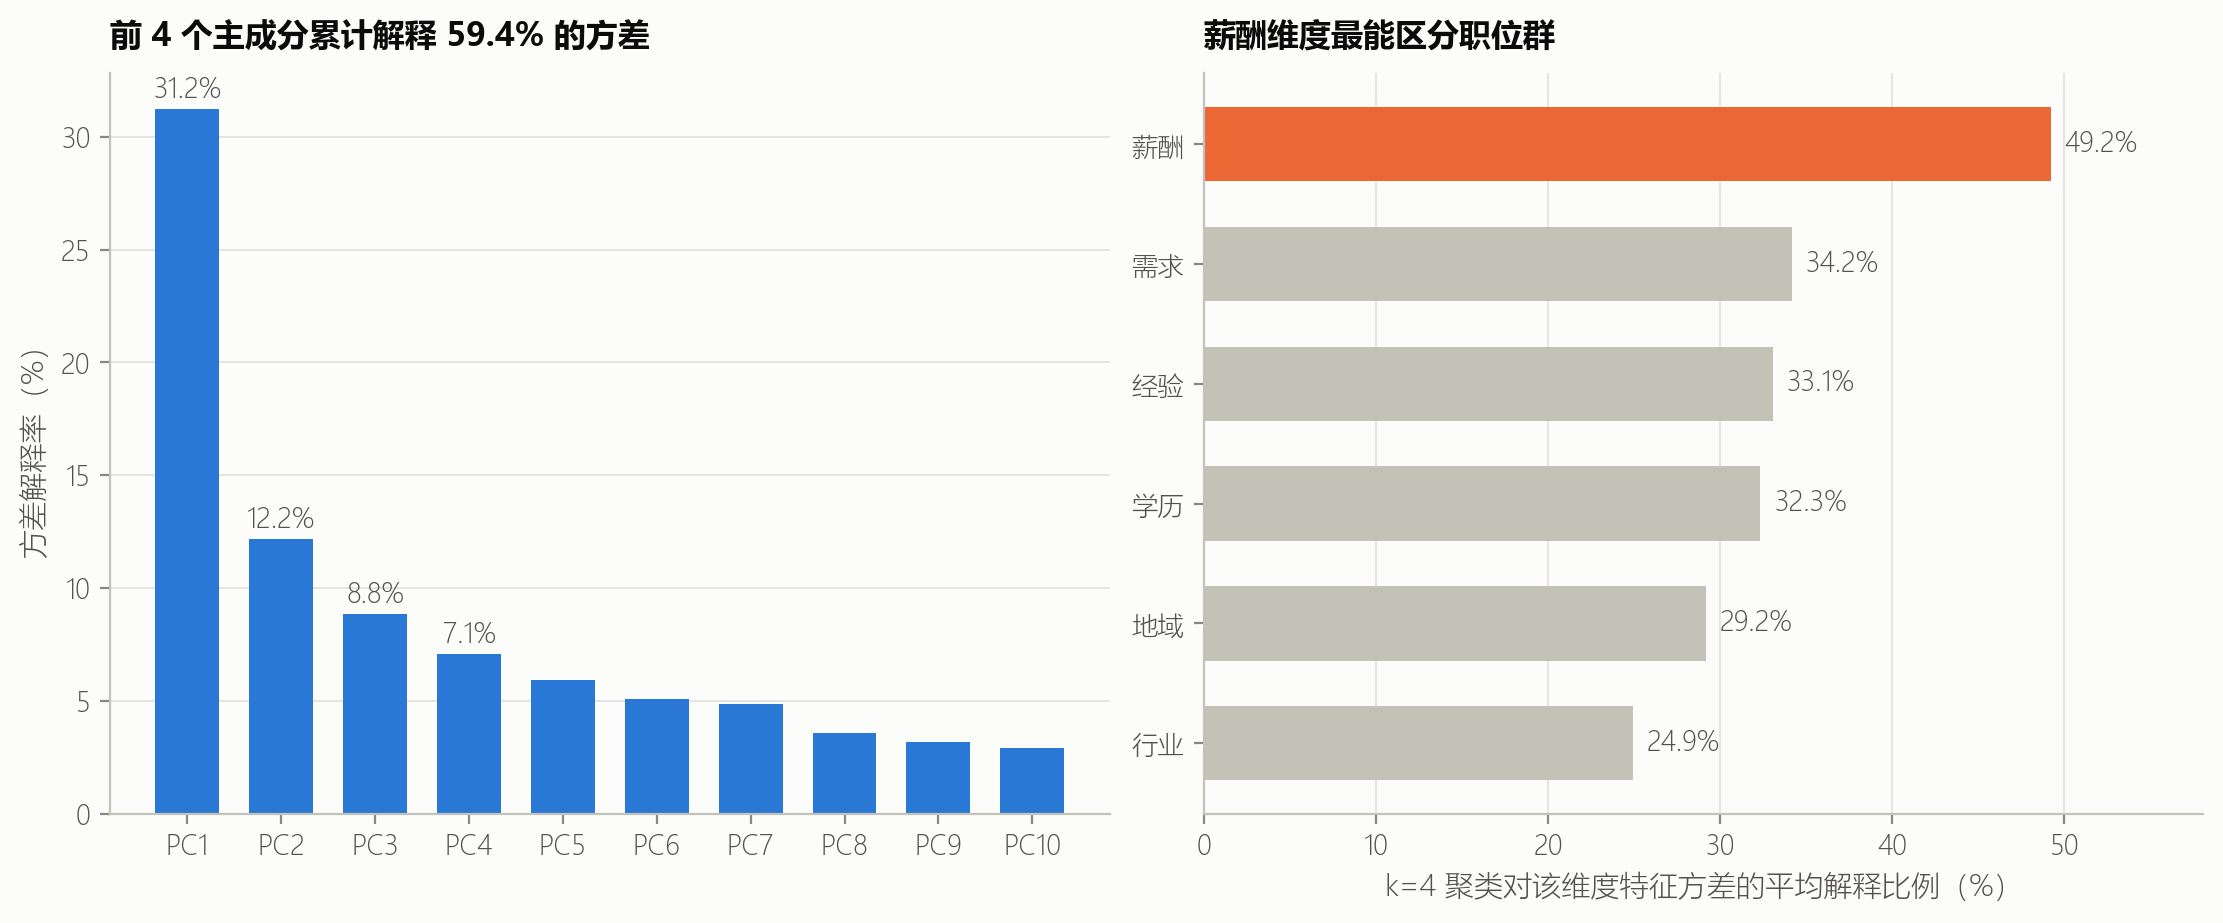 前 4 个主成分累计解释 59.4% 的方差
方差解释率（%）
30
25
20
15
10
5
0
31.2%
12.2%
8.8%
7.1%
PC1
PC2
PC3
PC4
PC5
PC6
PC7
PC8
PC9
PC10
薪酬维度最能区分职位群
薪酬
49.2%
需求
34.2%
经验
33.1%
学历
32.3%
地域
29.2%
行业
24.9%
0
10
20
30
40
50
k=4 聚类对该维度特征方差的平均解释比例（%）